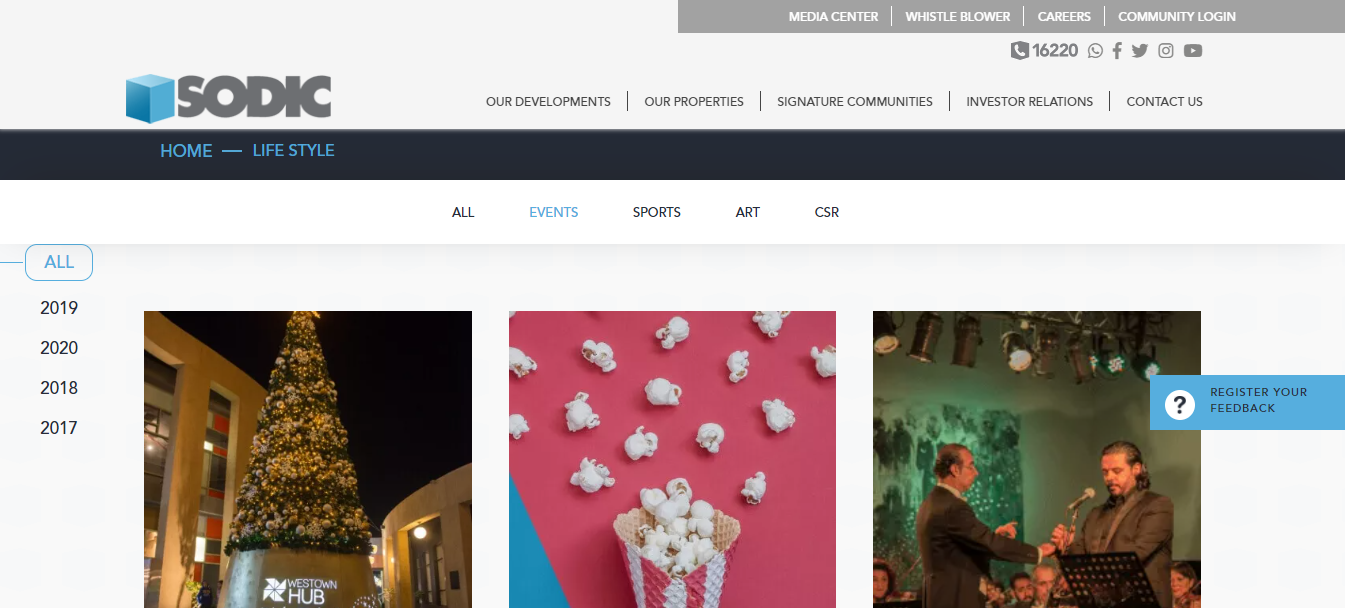 MEDIA CENTER WHISTLE BLOWER CAREERS COMMUNITY LOGIN
16220
SODIC
OUR DEVELOPMENTS OUR PROPERTIES SIGNATURE COMMUNITIES INVESTOR RELATIONS CONTACT US
HOME — LIFE STYLE
ALL EVENTS SPORTS ART CSR
ALL
2019
2020
2018
2017
?
REGISTER YOUR
FEEDBACK
WESTOWN
HUB